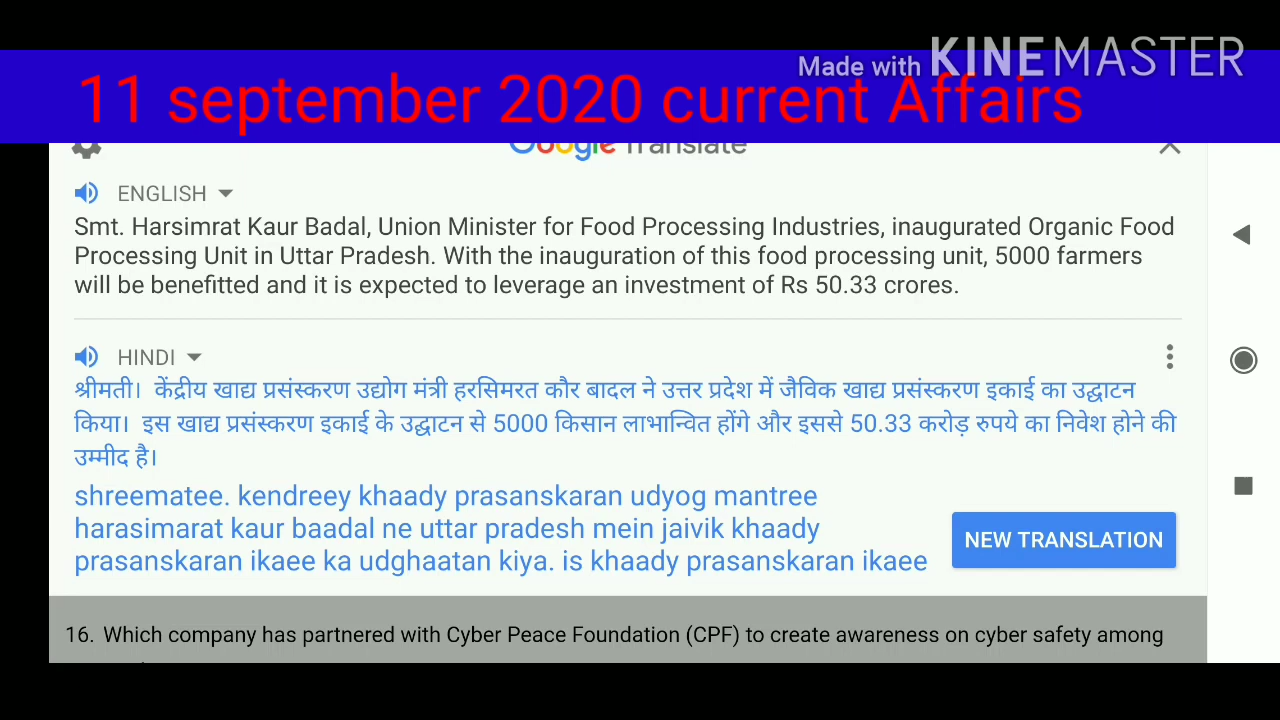 Made with KINEMASTER
11 september 2020 current Affairs
Google Translate
ENGLISH
Smt. Harsimrat Kaur Badal, Union Minister for Food Processing Industries, inaugurated Organic Food
Processing Unit in Uttar Pradesh. With the inauguration of this food processing unit, 5000 farmers
will be benefitted and it is expected to leverage an investment of Rs 50.33 crores.
HINDI
श्रीमती। केंद्रीय खाद्य प्रसंस्करण उद्योग मंत्री हरसिमरत कौर बादल ने उत्तर प्रदेश में जैविक खाद्य प्रसंस्करण इकाई का उद्घाटन
किया। इस खाद्य प्रसंस्करण इकाई के उद्घाटन से 5000 किसान लाभान्वित होंगे और इससे 50.33 करोड़ रुपये का निवेश होने की
उम्मीद है।
shreematee. kendreey khaady prasanskaran udyog mantree
harasimarat kaur baadal ne uttar pradesh mein jaivik khaady
prasanskaran ikaee ka udghaatan kiya. is khaady prasanskaran ikaee
NEW TRANSLATION
16. Which company has partnered with Cyber Peace Foundation (CPF) to create awareness on cyber safety among